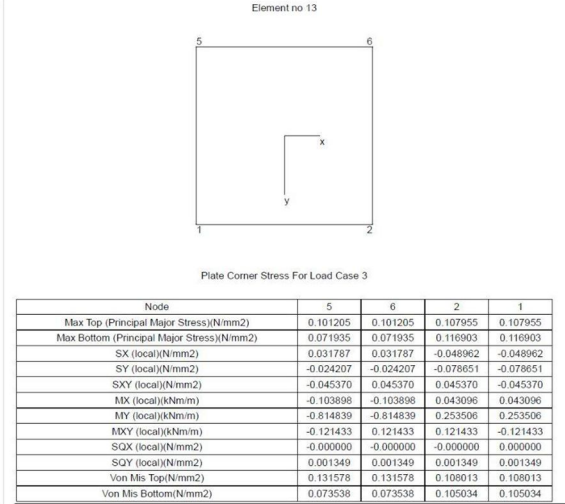 Element no 13
5 6
x
y
1 2
Plate Corner Stress For Load Case 3
Node 5 6 2 1
Max Top (Principal Major Stress)(N/mm2) 0.101205 0.101205 0.107955 0.107955
Max Bottom (Principal Major Stress)(N/mm2) 0.071935 0.071935 0.116903 0.116903
SX (local)(N/mm2) 0.031787 0.031787 -0.048962 -0.048962
SY (local)(N/mm2) -0.024207 -0.024207 -0.078651 -0.078651
SXY (local)(N/mm2) -0.045370 0.045370 0.045370 -0.045370
MX (local)(kNm/m) -0.103898 -0.103898 0.043096 0.043096
MY (local)(kNm/m) -0.814839 -0.814839 0.253506 0.253506
MXY (local)(kNm/m) -0.121433 0.121433 0.121433 -0.121433
SQX (local)(N/mm2) -0.000000 -0.000000 -0.000000 0.000000
SQY (local)(N/mm2) 0.001349 0.001349 0.001349 0.001349
Von Mis Top(N/mm2) 0.131578 0.131578 0.108013 0.108013
Von Mis Bottom(N/mm2) 0.073538 0.073538 0.105034 0.105034